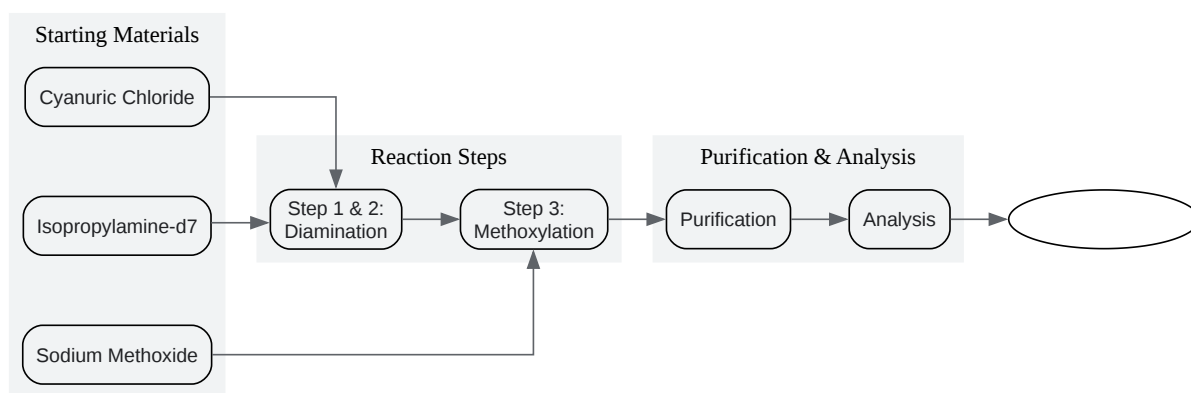 Starting Materials
Cyanuric Chloride
Isopropylamine-d7
Sodium Methoxide
Reaction Steps
Step 1 & 2:
Diamination
Step 3:
Methoxylation
Purification & Analysis
Purification
Analysis